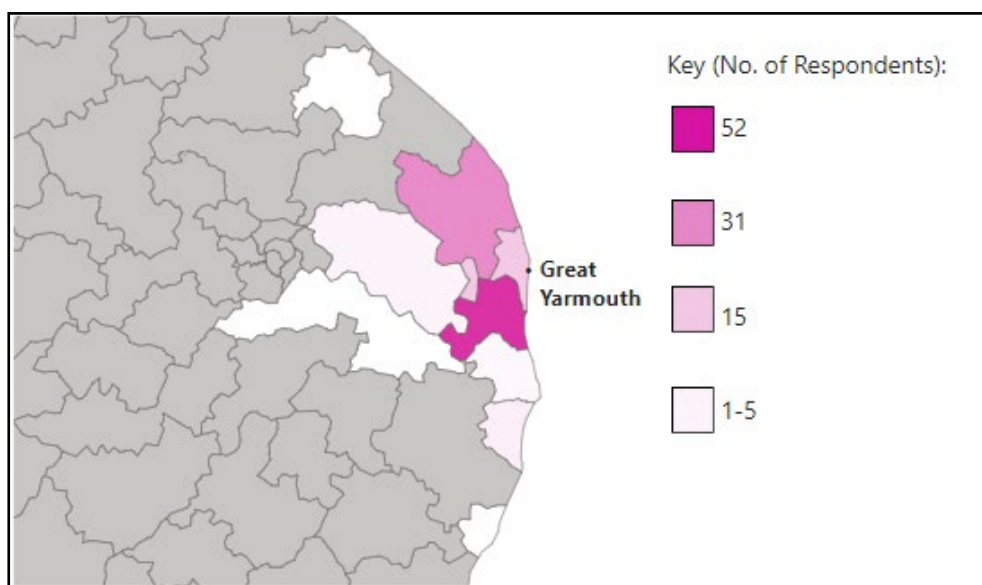 Key (No. of Respondents):
52
31
Great
Yarmouth
15
1-5